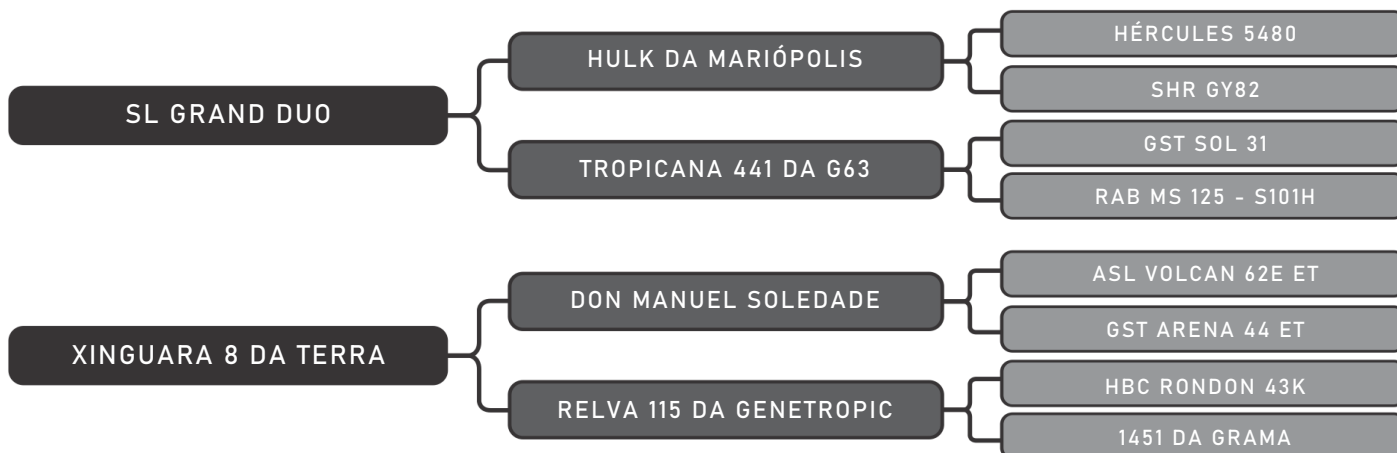 HÉRCULES 5480
HULK DA MARIÓPOLIS
SHR GY82
SL GRAND DUO
GST SOL 31
TROPICANA 441 DA G63
RAB MS 125 - S101H
ASL VOLCAN 62E ET
DON MANUEL SOLEDADE
GST ARENA 44 ET
XINGUARA 8 DA TERRA
HBC RONDON 43K
RELVA 115 DA GENETROPIC
1451 DA GRAMA